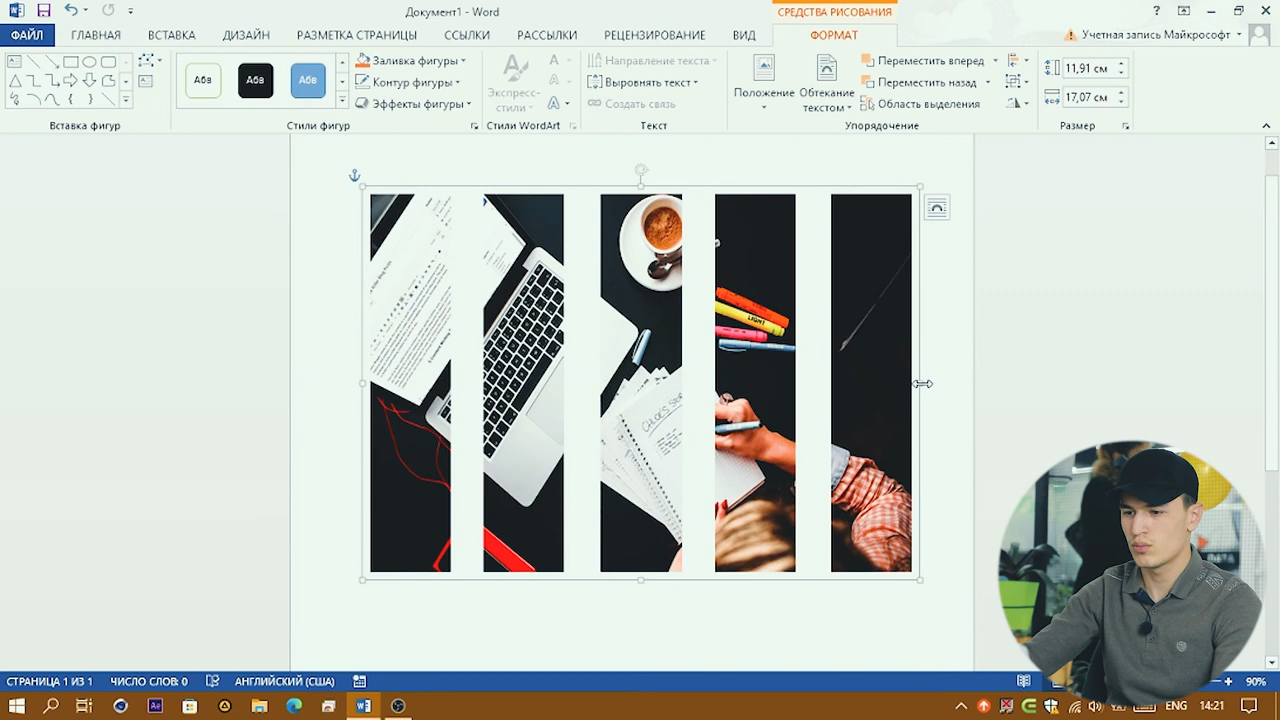 Документ1 - Word
СРЕДСТВА РИСОВАНИЯ
?
ФАЙЛ ГЛАВНАЯ ВСТАВКА ДИЗАЙН РАЗМЕТКА СТРАНИЦЫ ССЫЛКИ РАССЫЛКИ РЕЦЕНЗИРОВАНИЕ ВИД ФОРМАТ Учетная запись Майкрософт
Абв Абв Абв
Заливка фигуры
Контур фигуры
Эффекты фигуры
Экспресс-
стили
Направление текста
Выровнять текст
Создать связь
Положение
Обтекание
текстом
Переместить вперед
Переместить назад
Область выделения
11,91 см
17,07 см
Вставка фигур Стили фигур Стили WordArt Текст Упорядочение Размер
LIGHT
СТРАНИЦА 1 ИЗ 1 ЧИСЛО СЛОВ: 0 АНГЛИЙСКИЙ (США) 90%
Ae ENG 14:21